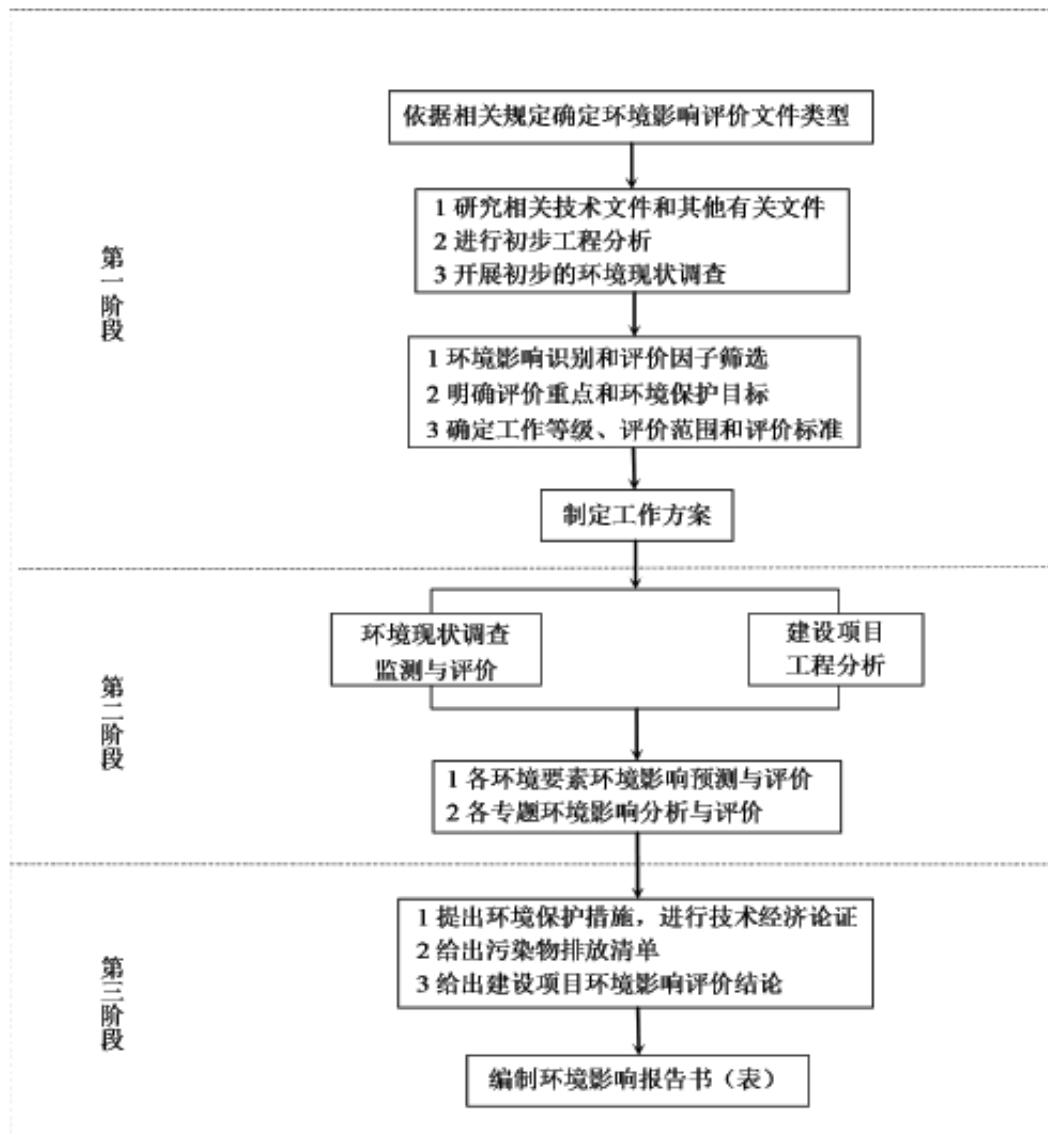 依据相关规定确定环境影响评价文件类型
第一阶段
1 研究相关技术文件和其他有关文件
2 进行初步工程分析
3 开展初步的环境现状调查
1 环境影响识别和评价因子筛选
2 明确评价重点和环境保护目标
3 确定工作等级、评价范围和评价标准
制定工作方案
第二阶段
环境现状调查
监测与评价
建设项目
工程分析
1 各环境要素环境影响预测与评价
2 各专题环境影响分析与评价
第三阶段
1 提出环境保护措施，进行技术经济论证
2 给出污染物排放清单
3 给出建设项目环境影响评价结论
编制环境影响报告书（表）